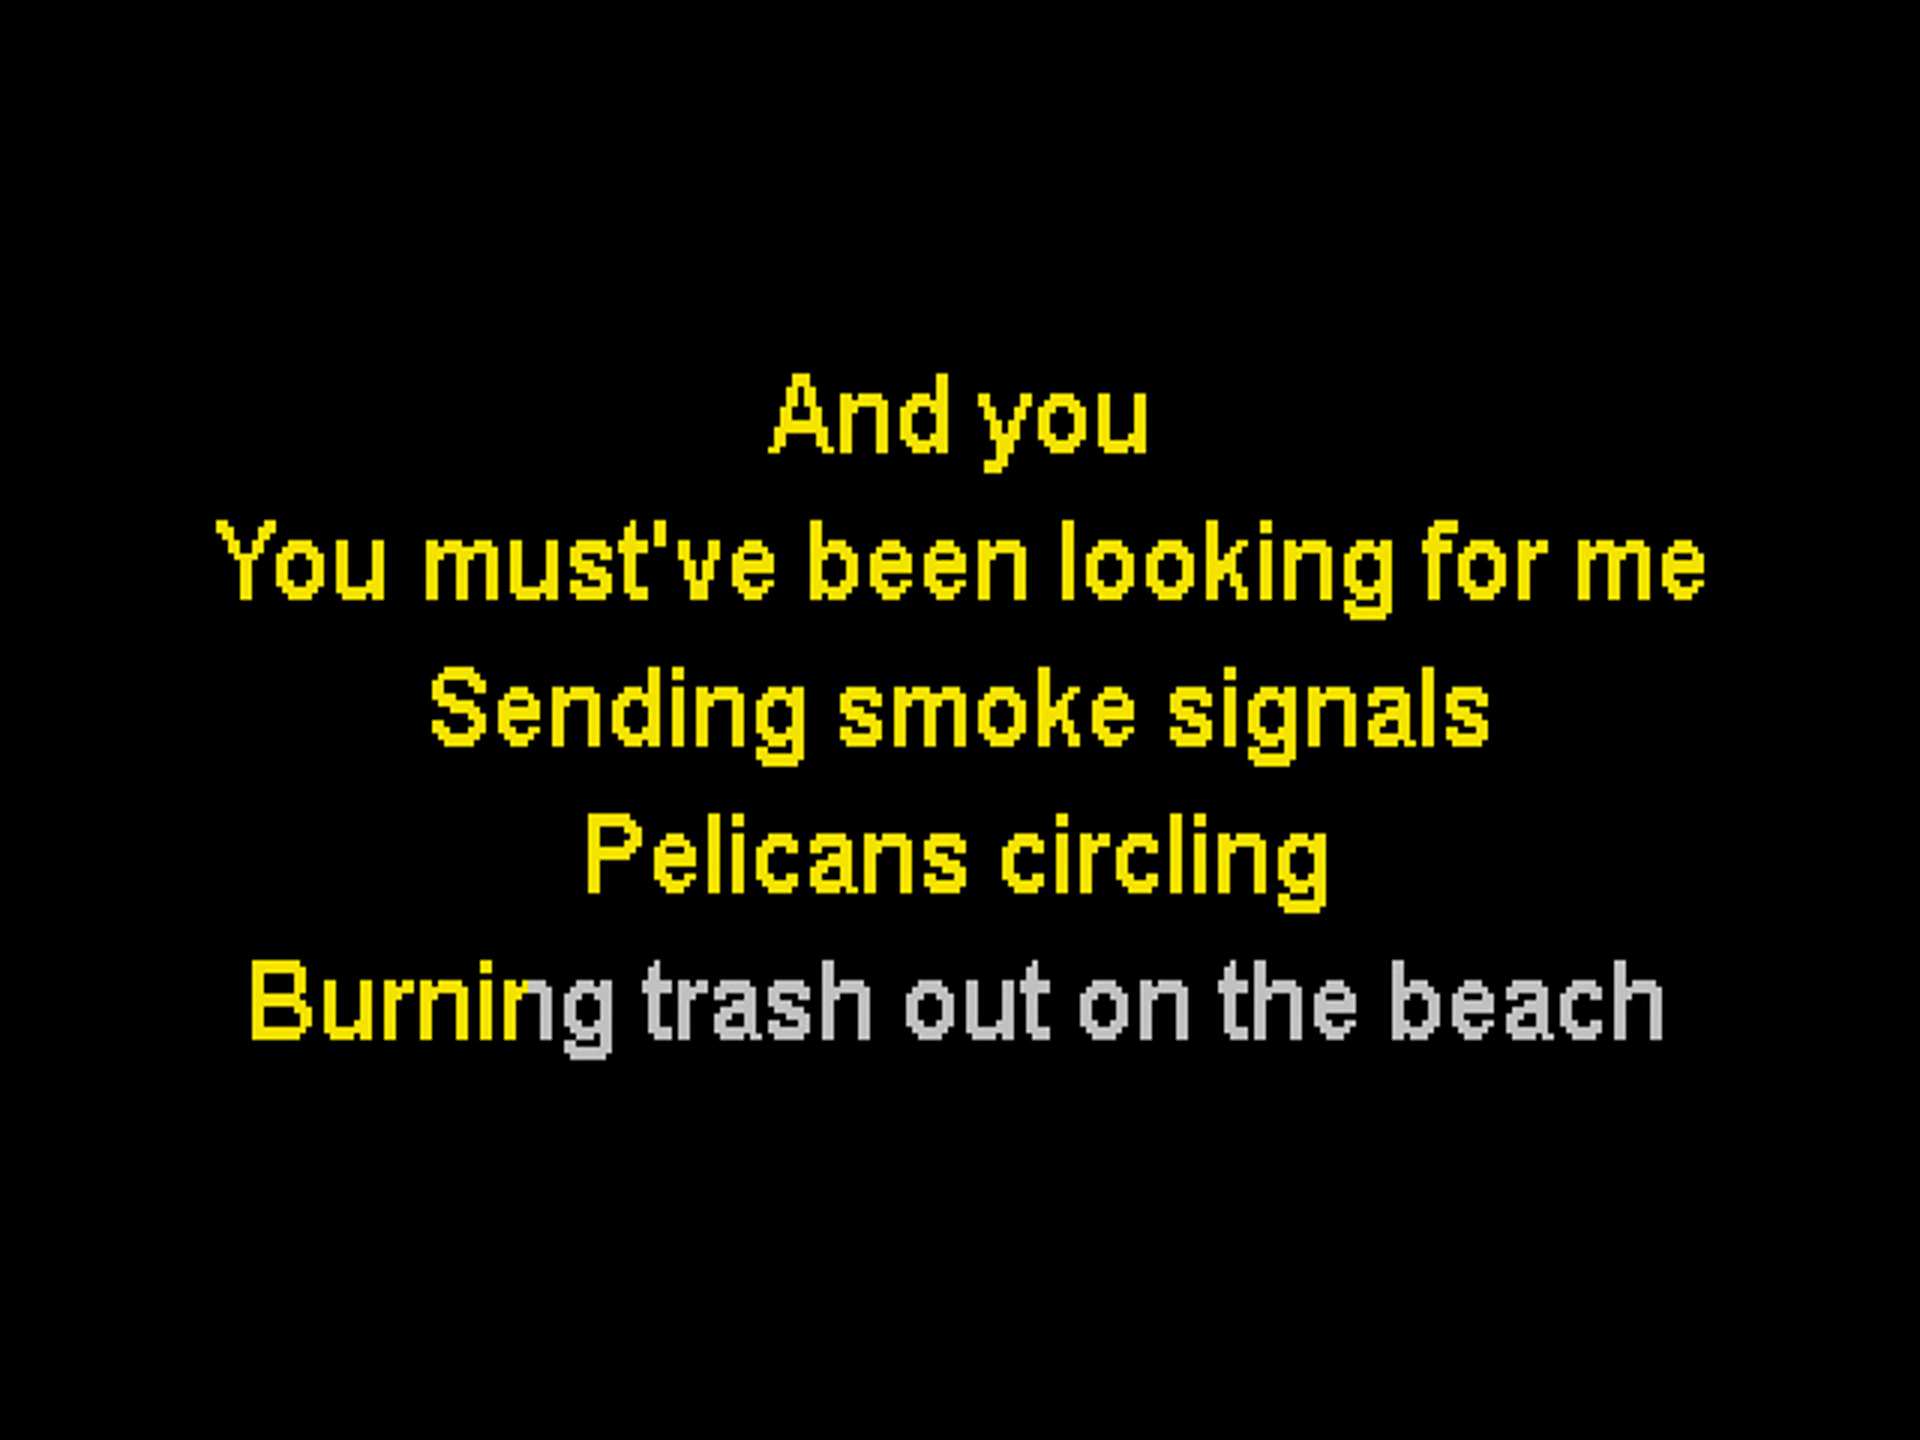 And you
You must've been looking for me
Sending smoke signals
Pelicans circling
Burning trash out on the beach